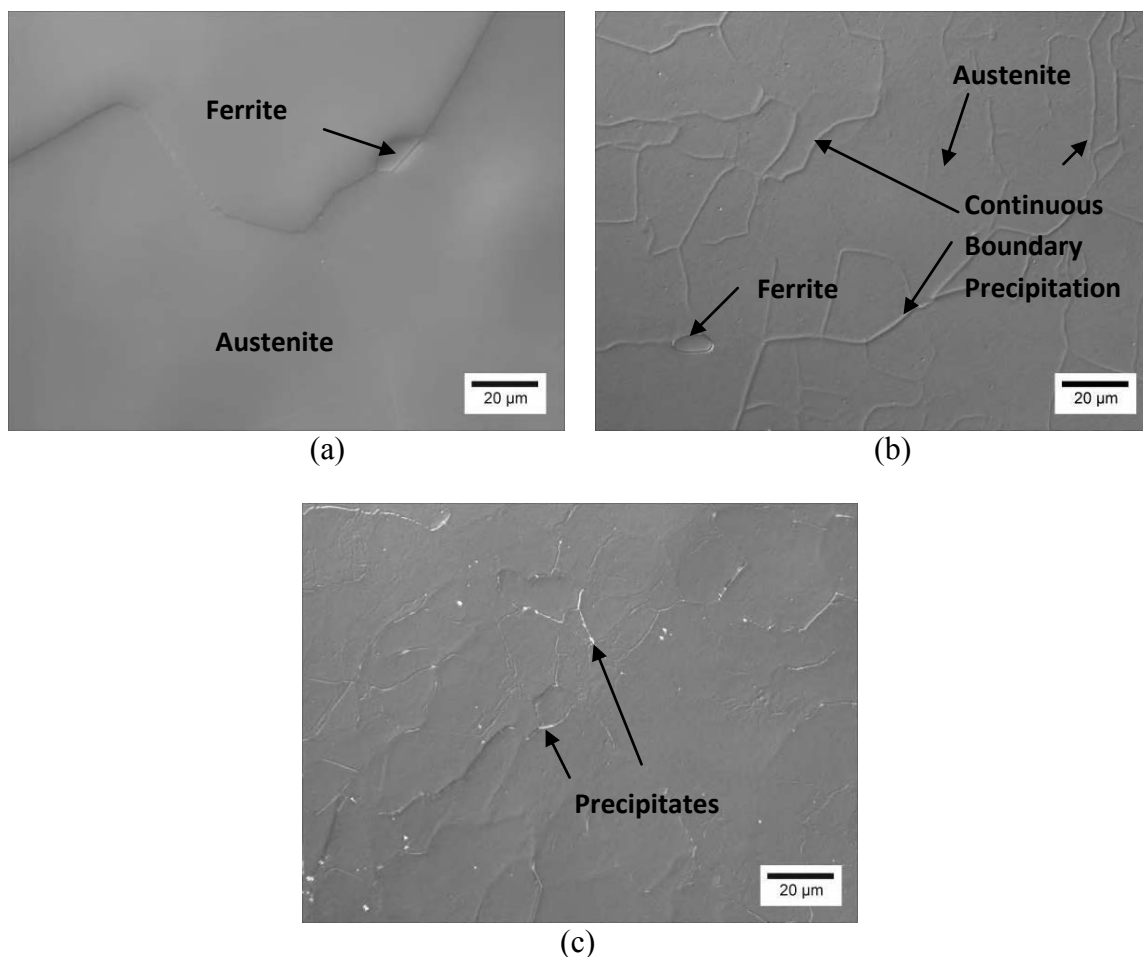 Ferrite
Austenite
20 µm
(a)
Austenite
Continuous
Boundary
Precipitation
Ferrite
20 µm
(b)
Precipitates
20 µm
(c)